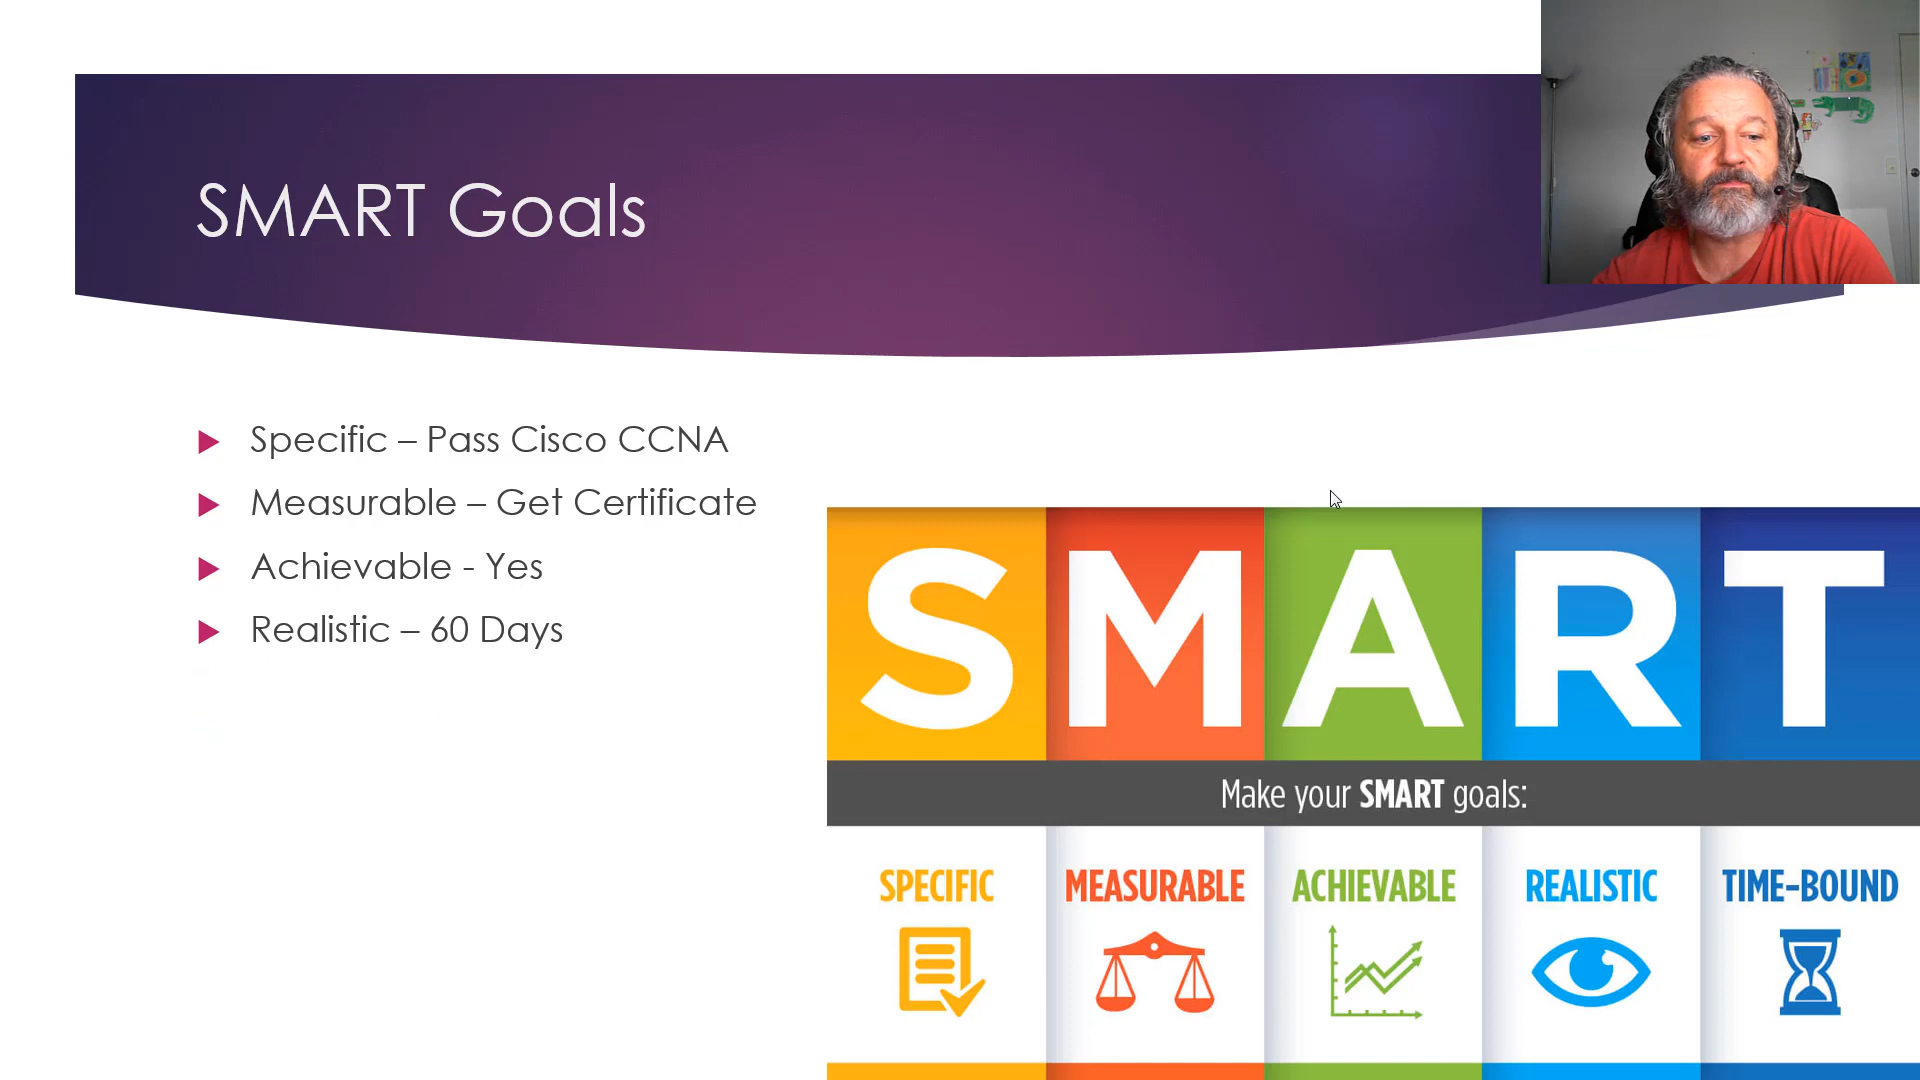 SMART Goals
Specific – Pass Cisco CCNA
Measurable – Get Certificate
Achievable - Yes
Realistic – 60 Days
SMART
Make your SMART goals:
SPECIFIC MEASURABLE ACHIEVABLE REALISTIC TIME-BOUND